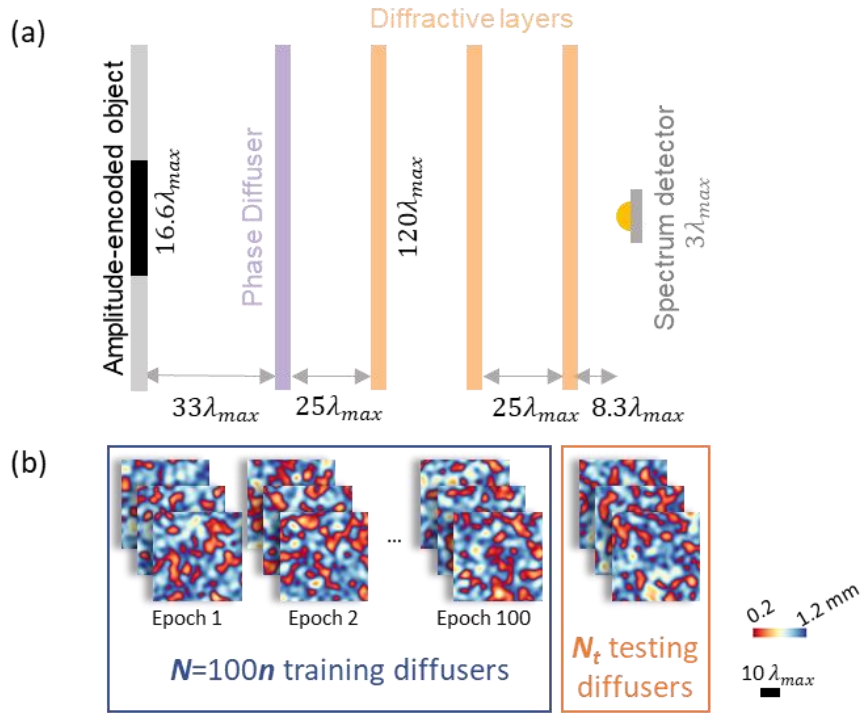 (a)
Diffractive layers
Amplitude-encoded object
16.6λmax
Phase Diffuser
120λmax
Spectrum detector
3λmax
33λmax
25λmax
25λmax
8.3λmax
(b)
...
Epoch 1
Epoch 2
Epoch 100
N=100n training diffusers
Nt testing
diffusers
0.2
1.2 mm
10 λmax